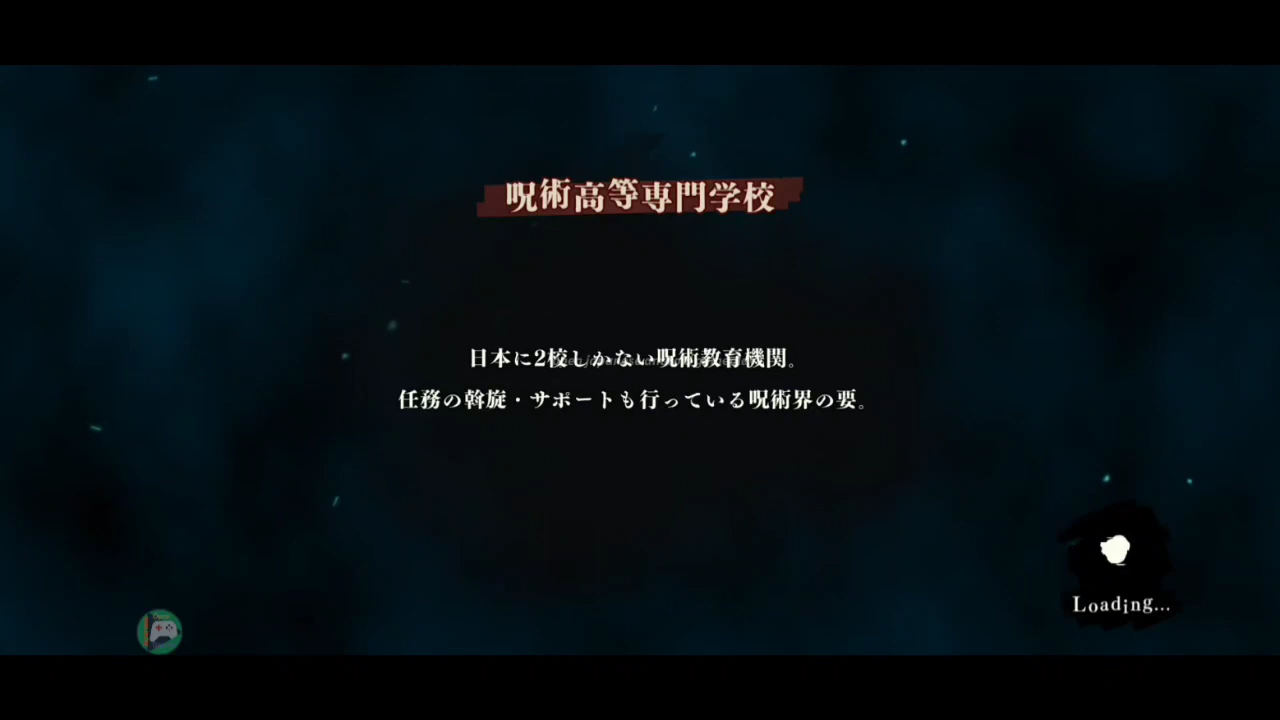 呪術高等専門学校
日本に2校しかない呪術教育機関。
任務の斡旋・サポートも行っている呪術界の要。
Loading...